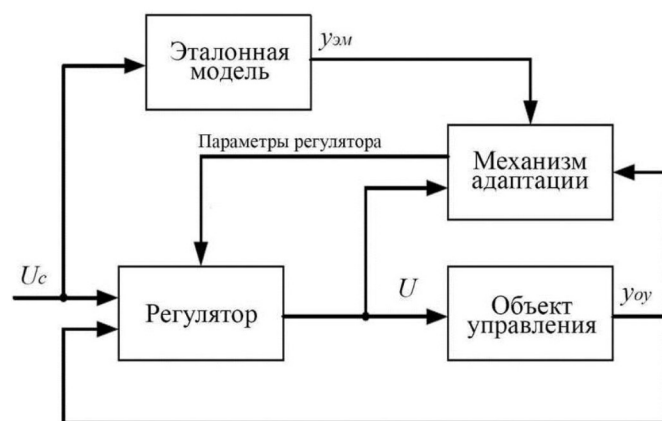 Эталонная
модель
yэм
Параметры регулятора
Механизм
адаптации
Uc
Регулятор
U
Объект
управления
yоу